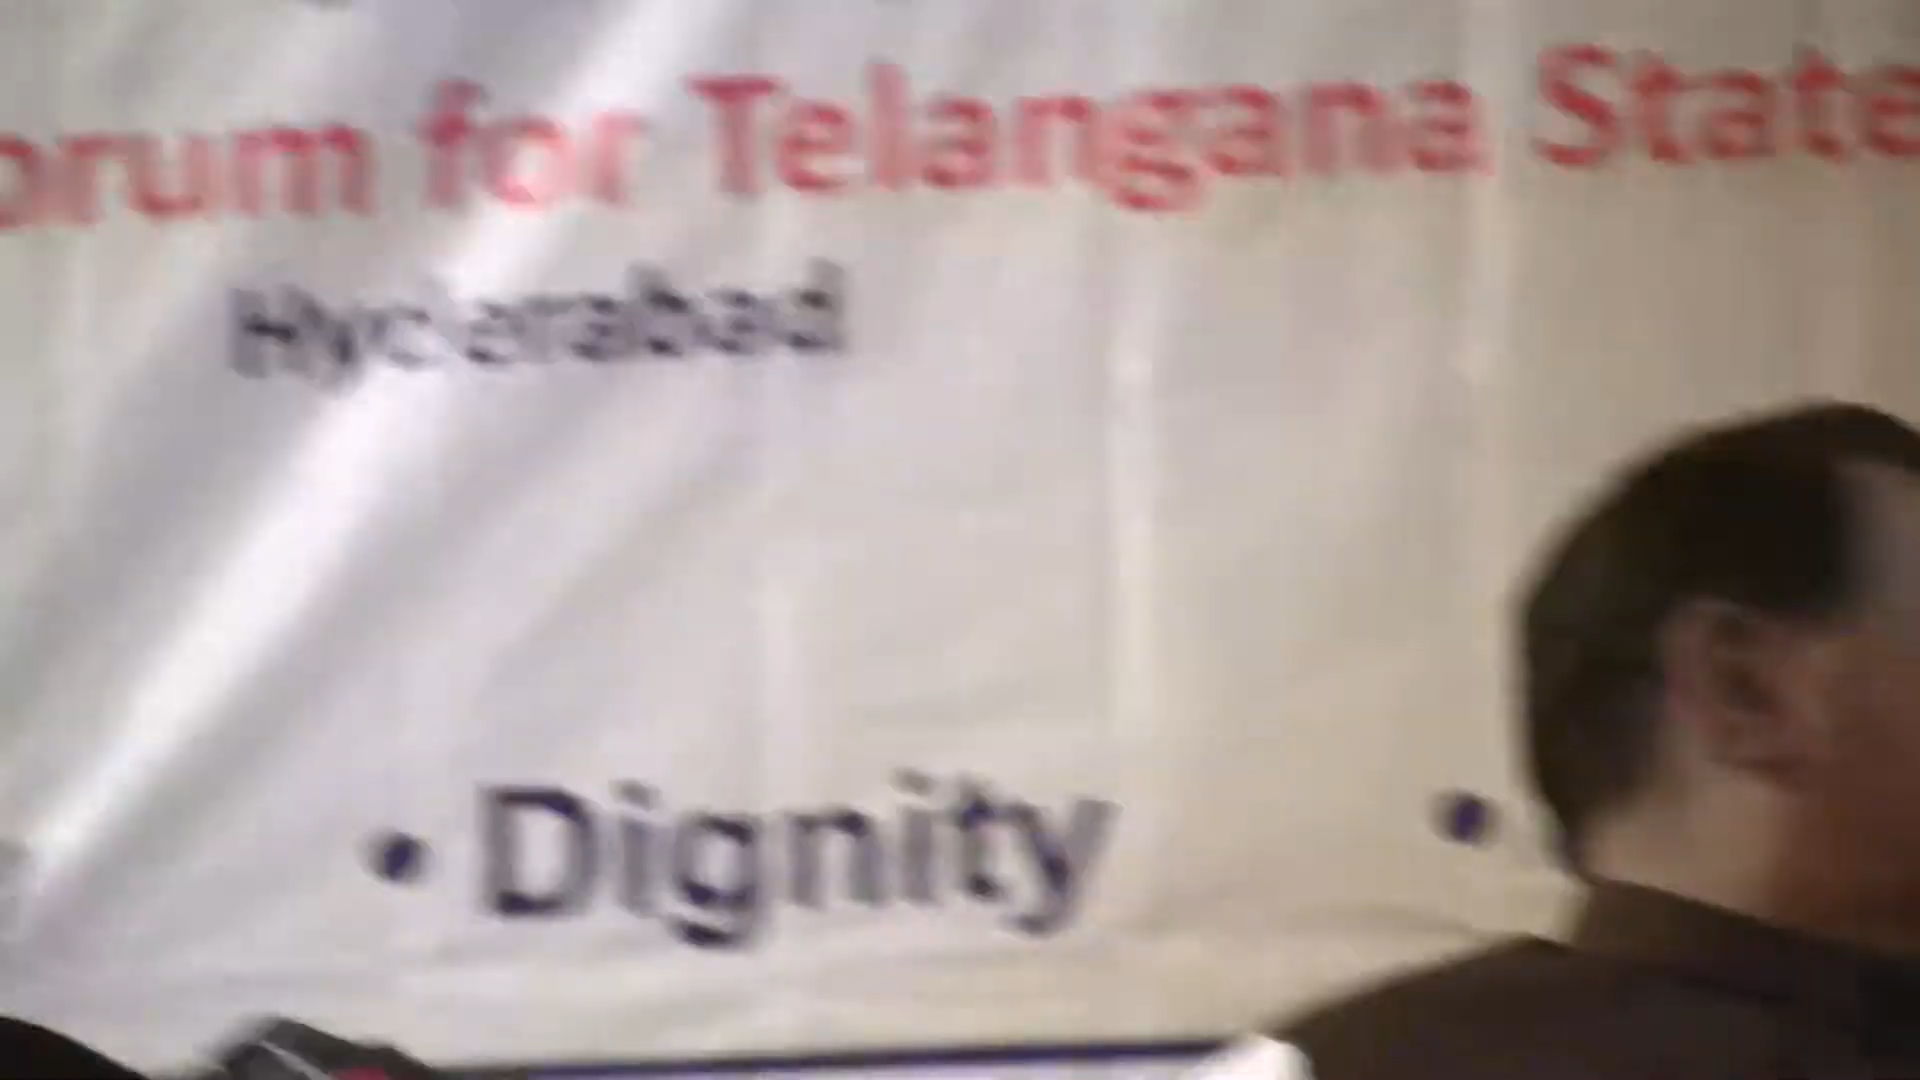 orum for Telangana State
Hyderabad
• Dignity •